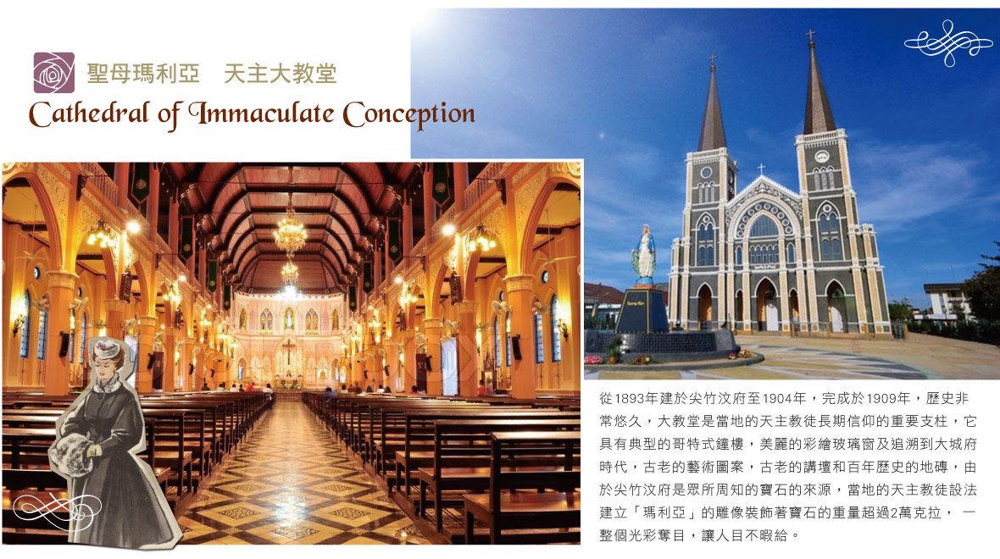 聖母瑪利亞　天主大教堂
Cathedral of Immaculate Conception
從1893年建於尖竹汶府至1904年，完成於1909年，歷史非
常悠久，大教堂是當地的天主教徒長期信仰的重要支柱，它
具有典型的哥特式鐘樓，美麗的彩繪玻璃窗及追溯到大城府
時代，古老的藝術圖案，古老的講壇和百年歷史的地磚，由
於尖竹汶府是眾所周知的寶石的來源，當地的天主教徒設法
建立「瑪利亞」的雕像裝飾著寶石的重量超過2萬克拉， 一
整個光彩奪目，讓人目不暇給。